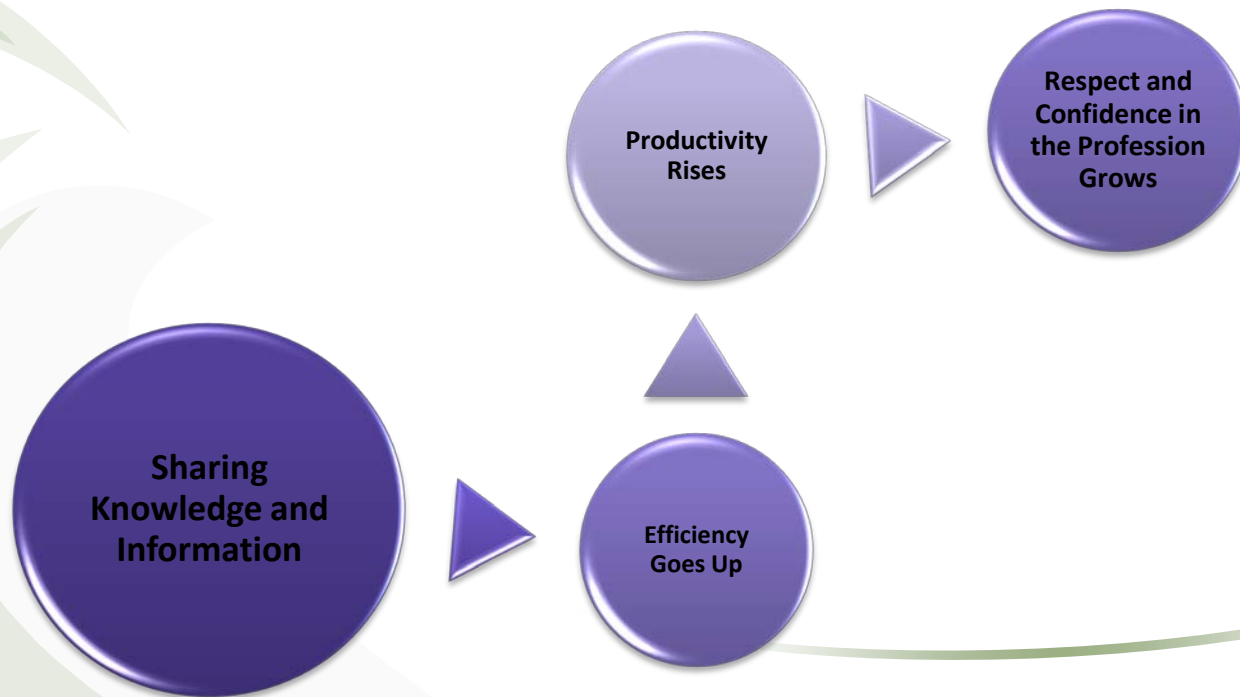 Sharing
Knowledge and
Information
Efficiency
Goes Up
Productivity
Rises
Respect and
Confidence in
the Profession
Grows